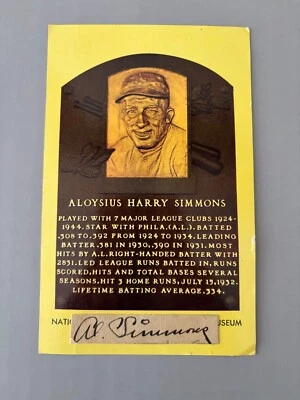 ALOYSIUS HARRY SIMMONS
PLAYED WITH 7 MAJOR LEAGUE CLUBS 1924-
1944. STAR WITH PHILA.(A.L.). BATTED
.308 TO .392 FROM 1924 TO 1934. LEADING
BATTER .381 IN 1930, .390 IN 1931. MOST
HITS BY A.L. RIGHT-HANDED BATTER WITH
2831. LED LEAGUE RUNS BATTED IN, RUNS
SCORED, HITS AND TOTAL BASES SEVERAL
SEASONS. HIT 3 HOME RUNS, JULY 15, 1932.
LIFETIME BATTING AVERAGE .334.
NATIO
Al Simmons
USEUM